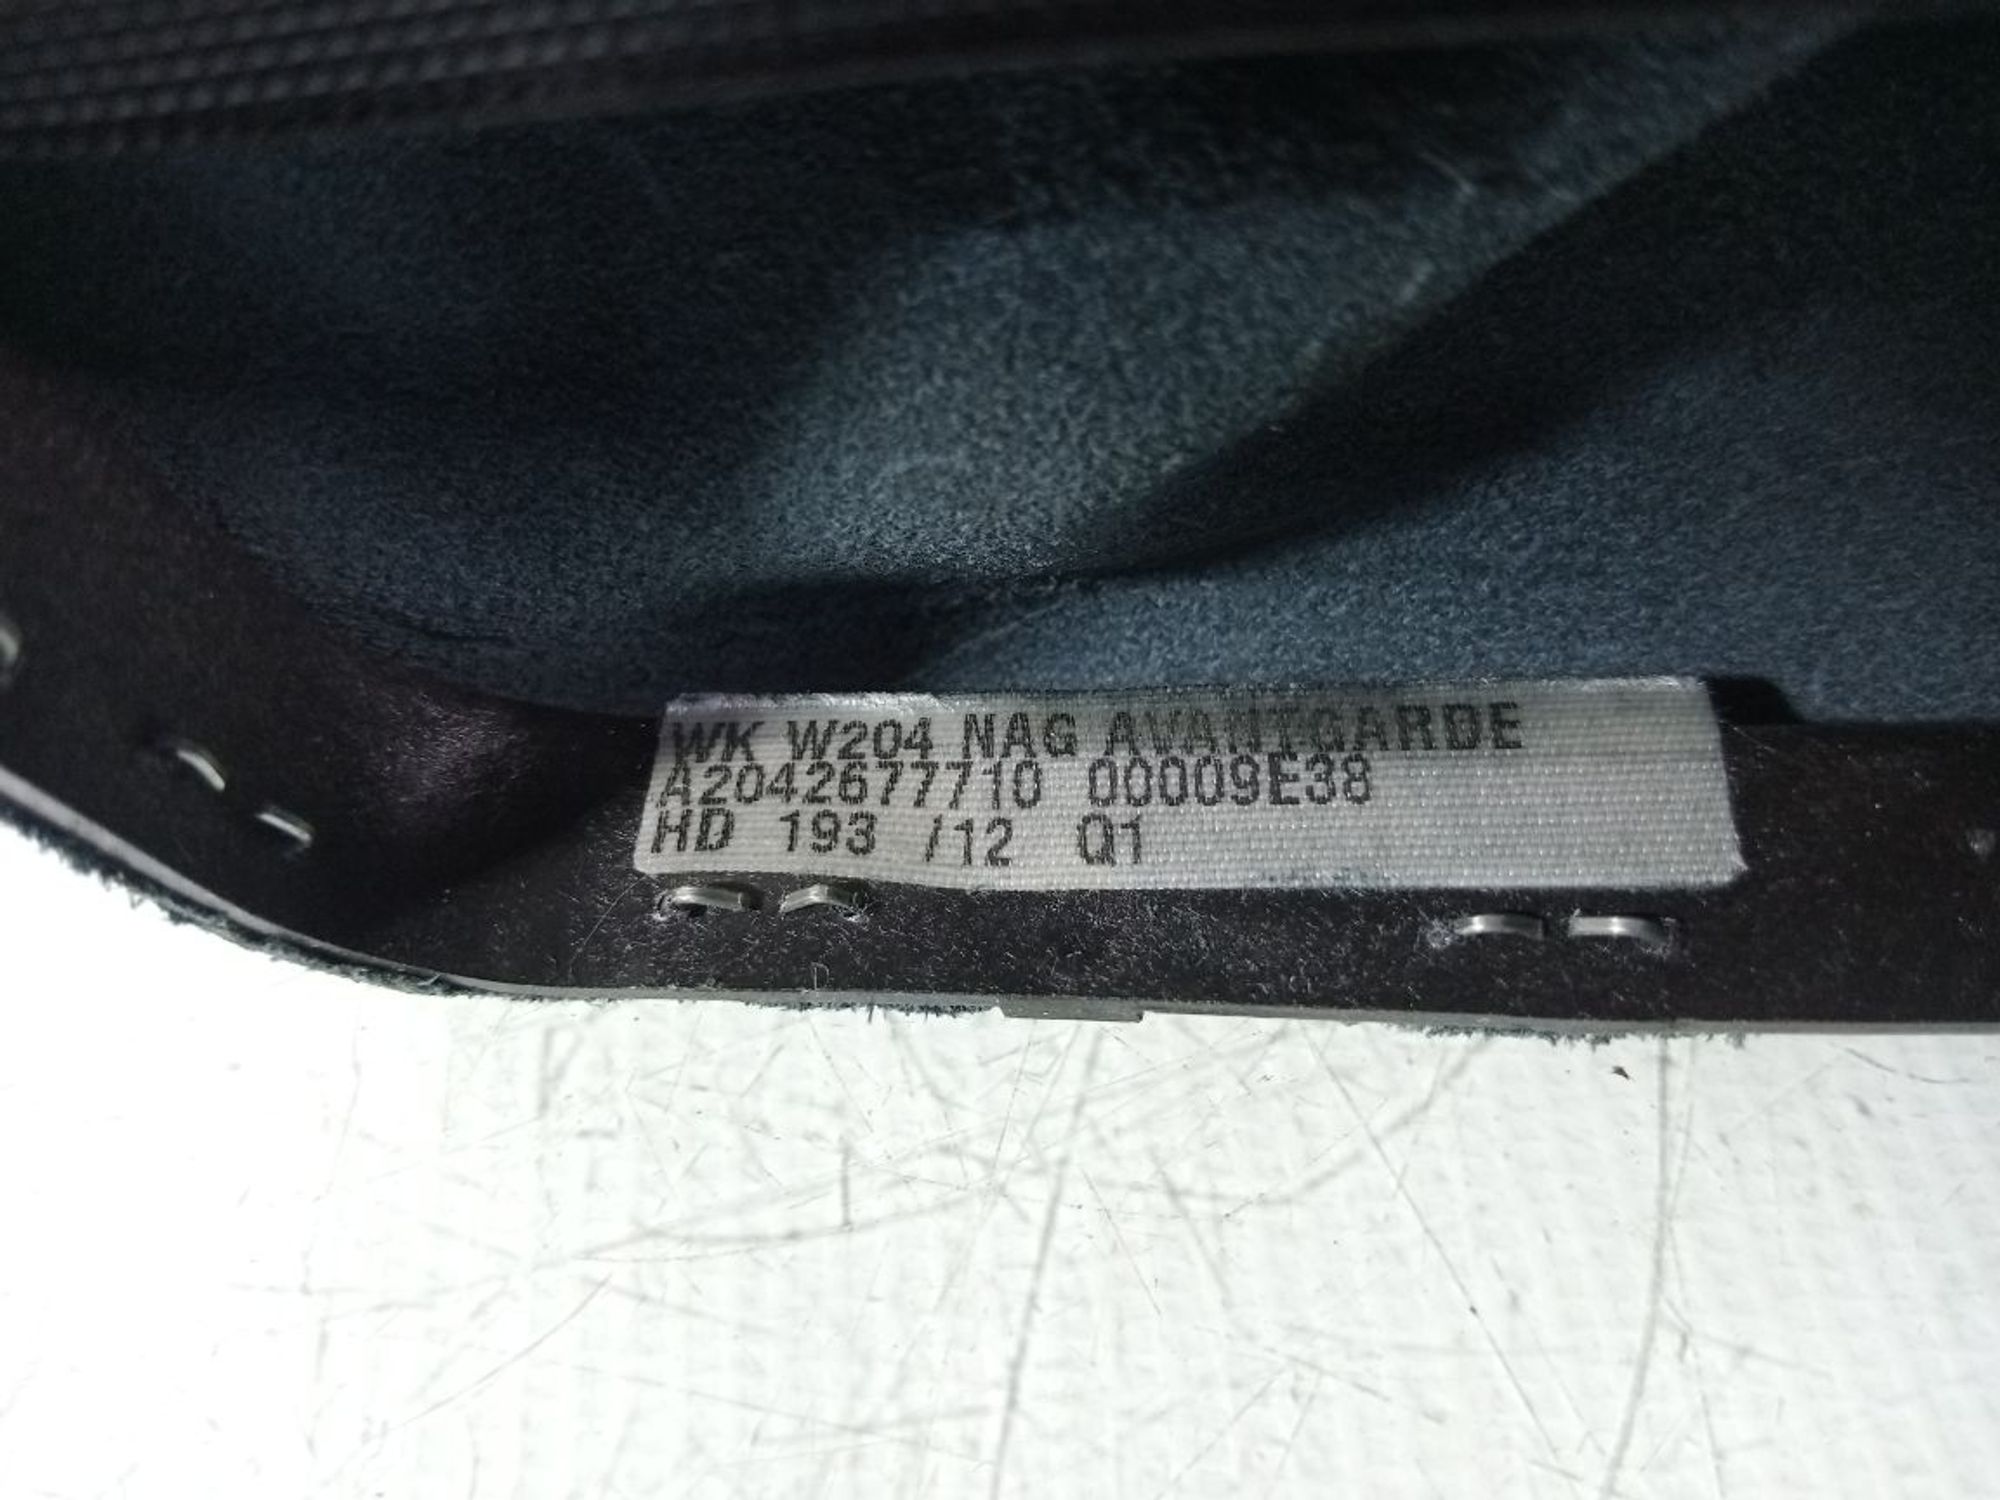 WK W204 NAG AVANTGARDE
A2042677710 00009E38
HD 193 /12 Q1